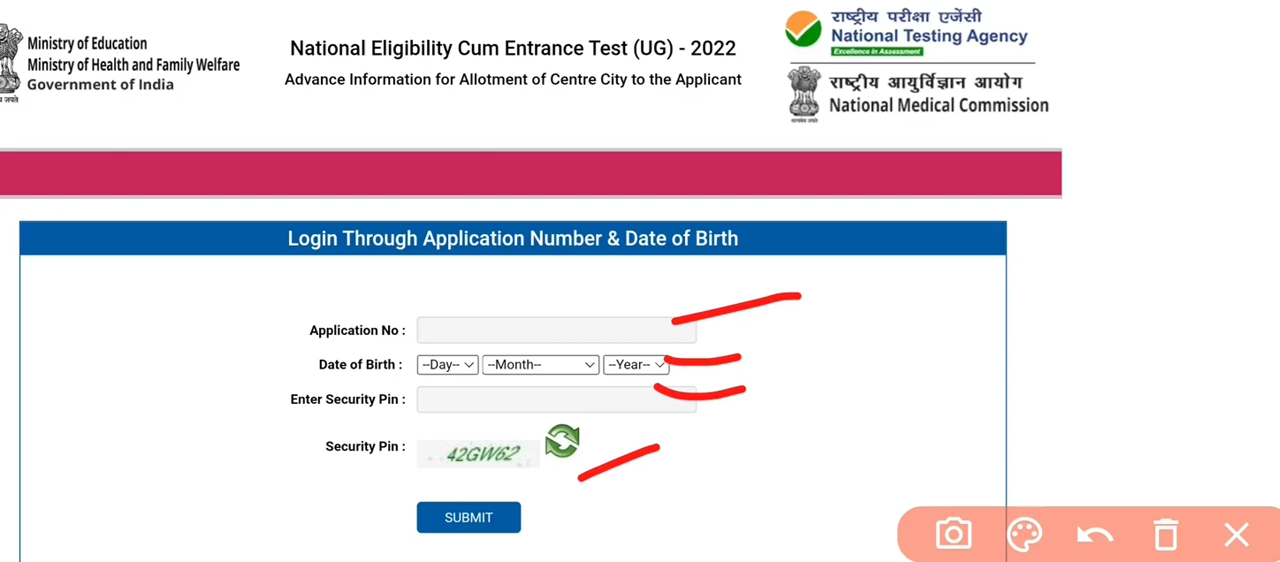 Ministry of Education
Ministry of Health and Family Welfare
Government of India
National Eligibility Cum Entrance Test (UG) - 2022
Advance Information for Allotment of Centre City to the Applicant
राष्ट्रीय परीक्षा एजेंसी
National Testing Agency
Excellence in Assessment
राष्ट्रीय आयुर्विज्ञान आयोग
National Medical Commission
Login Through Application Number & Date of Birth
Application No :
Date of Birth : --Day-- --Month-- --Year--
Enter Security Pin :
Security Pin : 42GW62
SUBMIT